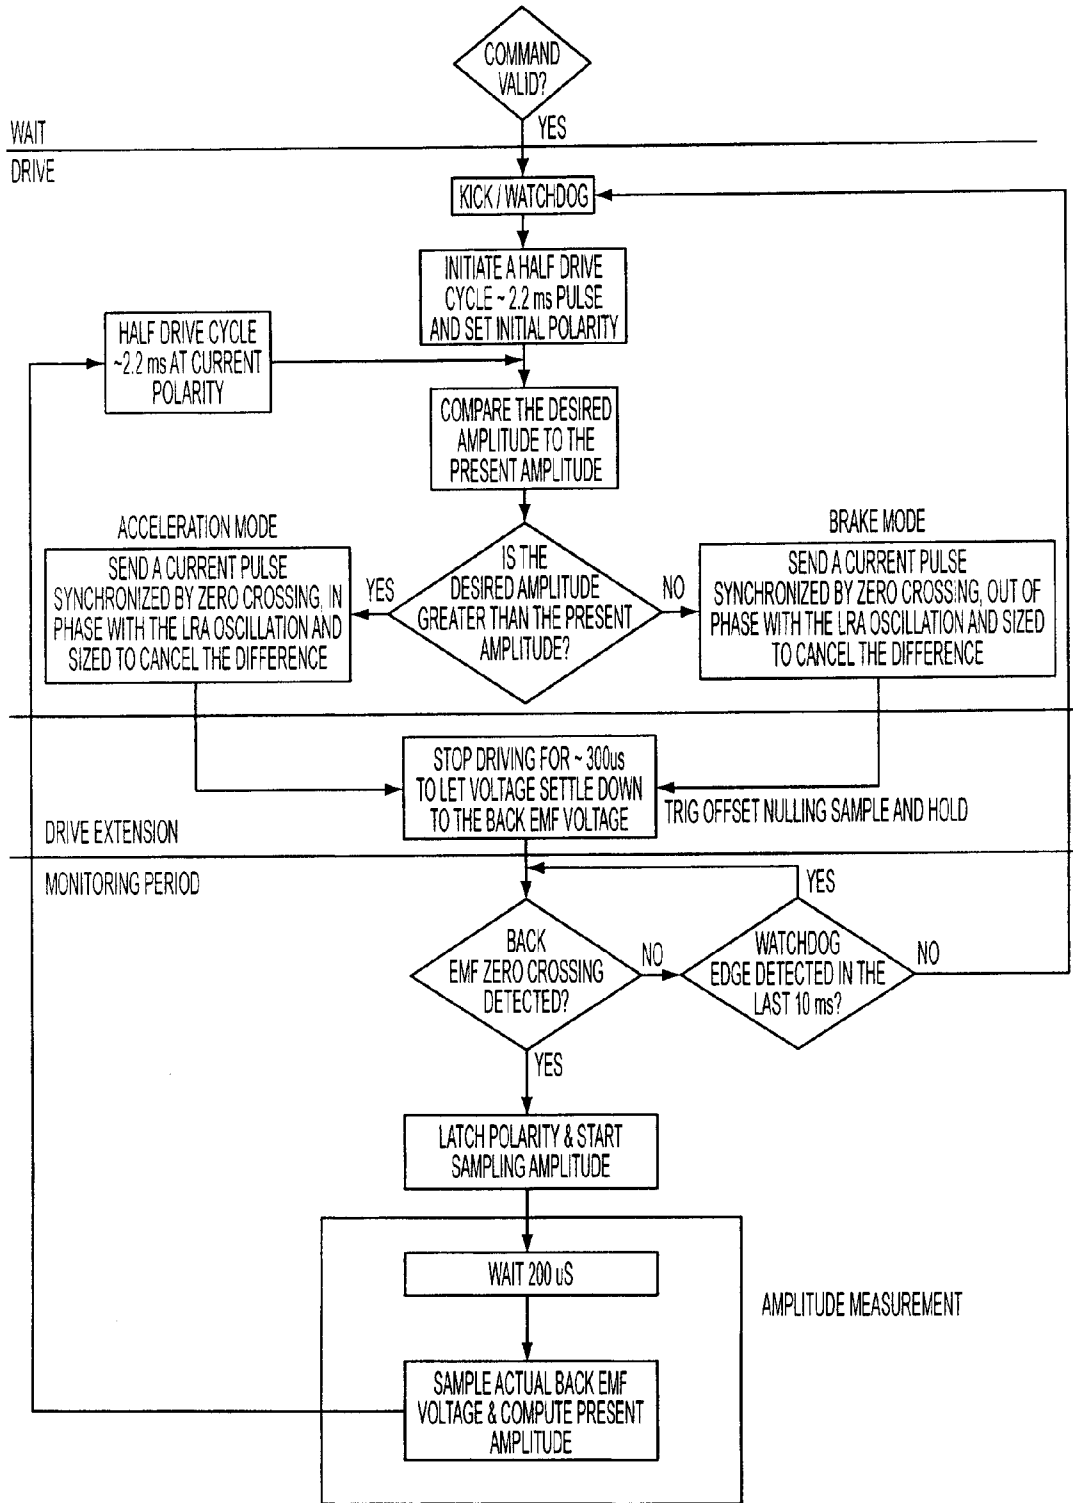 COMMAND
VALID?
YES
WAIT
DRIVE
KICK / WATCHDOG
INITIATE A HALF DRIVE
CYCLE ~ 2.2 ms PULSE
AND SET INITIAL POLARITY
HALF DRIVE CYCLE
~2.2 ms AT CURRENT
POLARITY
COMPARE THE DESIRED
AMPLITUDE TO THE
PRESENT AMPLITUDE
ACCELERATION MODE
SEND A CURRENT PULSE
SYNCHRONIZED BY ZERO CROSSING, IN
PHASE WITH THE LRA OSCILLATION AND
SIZED TO CANCEL THE DIFFERENCE
YES
IS THE
DESIRED AMPLITUDE
GREATER THAN THE PRESENT
AMPLITUDE?
NO
BRAKE MODE
SEND A CURRENT PULSE
SYNCHRONIZED BY ZERO CROSSING, OUT OF
PHASE WITH THE LRA OSCILLATION AND SIZED
TO CANCEL THE DIFFERENCE
STOP DRIVING FOR ~ 300us
TO LET VOLTAGE SETTLE DOWN
TO THE BACK EMF VOLTAGE
TRIG OFFSET NULLING SAMPLE AND HOLD
DRIVE EXTENSION
MONITORING PERIOD
YES
BACK
EMF ZERO CROSSING
DETECTED?
NO
WATCHDOG
EDGE DETECTED IN THE
LAST 10 ms?
NO
YES
LATCH POLARITY & START
SAMPLING AMPLITUDE
WAIT 200 uS
AMPLITUDE MEASUREMENT
SAMPLE ACTUAL BACK EMF
VOLTAGE & COMPUTE PRESENT
AMPLITUDE